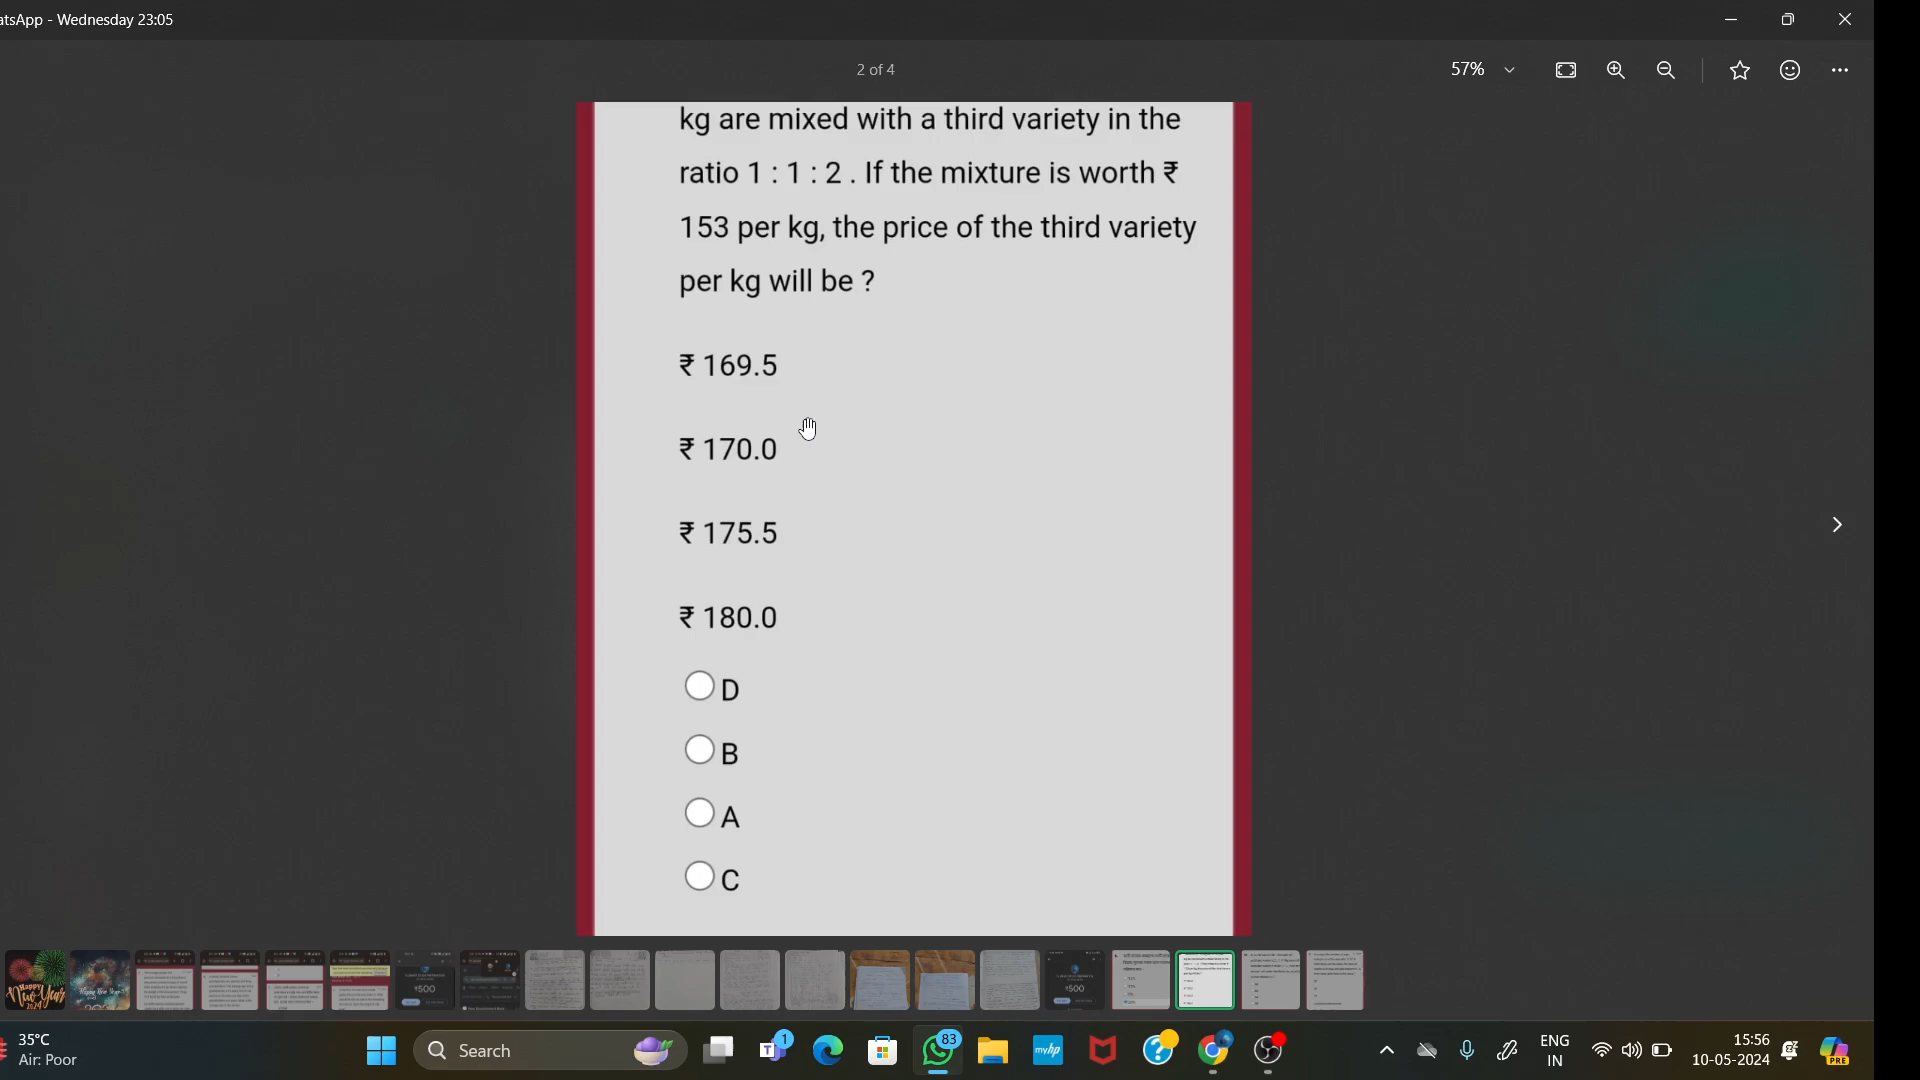 atsApp - Wednesday 23:05
2 of 4
57%
kg are mixed with a third variety in the
ratio 1 : 1 : 2 . If the mixture is worth ₹
153 per kg, the price of the third variety
per kg will be ?
₹ 169.5
₹ 170.0
₹ 175.5
₹ 180.0
D
B
A
C
35°C
Air: Poor
Search
1
83
myhp
ENG
IN
15:56
10-05-2024
PRE